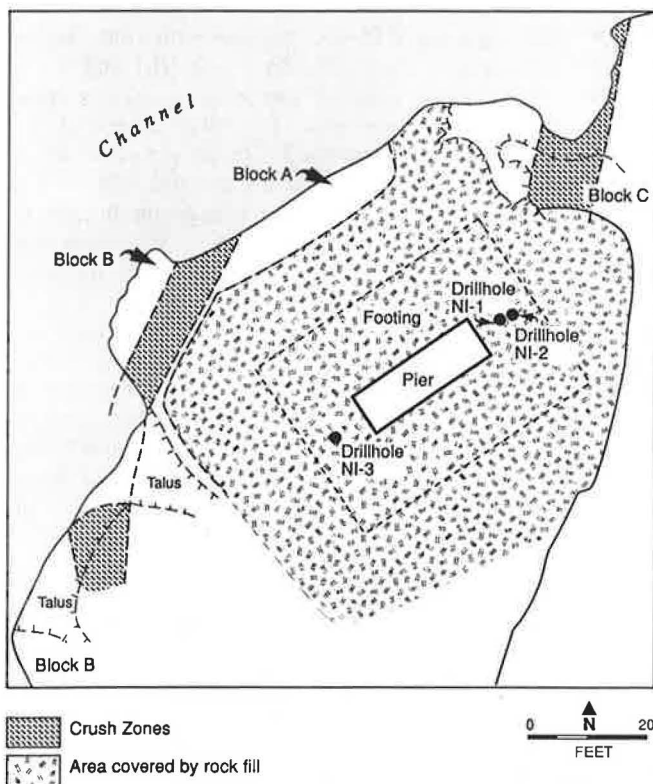 Channel
Block A
Block B
Block C
Drillhole
NI-1
Footing
Drillhole
NI-2
Pier
Drillhole
NI-3
Talus
Talus
Block B
Crush Zones
Area covered by rock fill
N
0 20
FEET